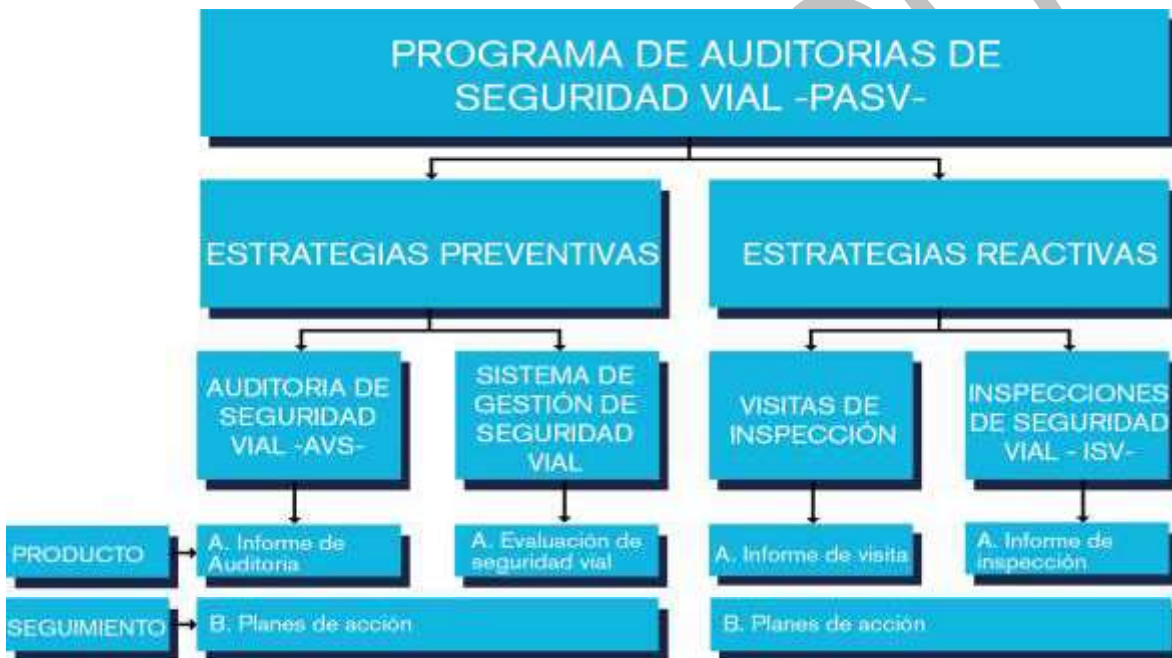 PROGRAMA DE AUDITORIAS DE
SEGURIDAD VIAL -PASV-
ESTRATEGIAS PREVENTIVAS
ESTRATEGIAS REACTIVAS
AUDITORIA DE
SEGURIDAD
VIAL -AVS-
SISTEMA DE
GESTIÓN DE
SEGURIDAD
VIAL
VISITAS DE
INSPECCIÓN
INSPECCIONES
DE SEGURIDAD
VIAL - ISV-
PRODUCTO
A. Informe de
Auditoria
A. Evaluación de
seguridad vial
A. Informe de visita
A. Informe de
inspección
SEGUIMIENTO
B. Planes de acción
B. Planes de acción